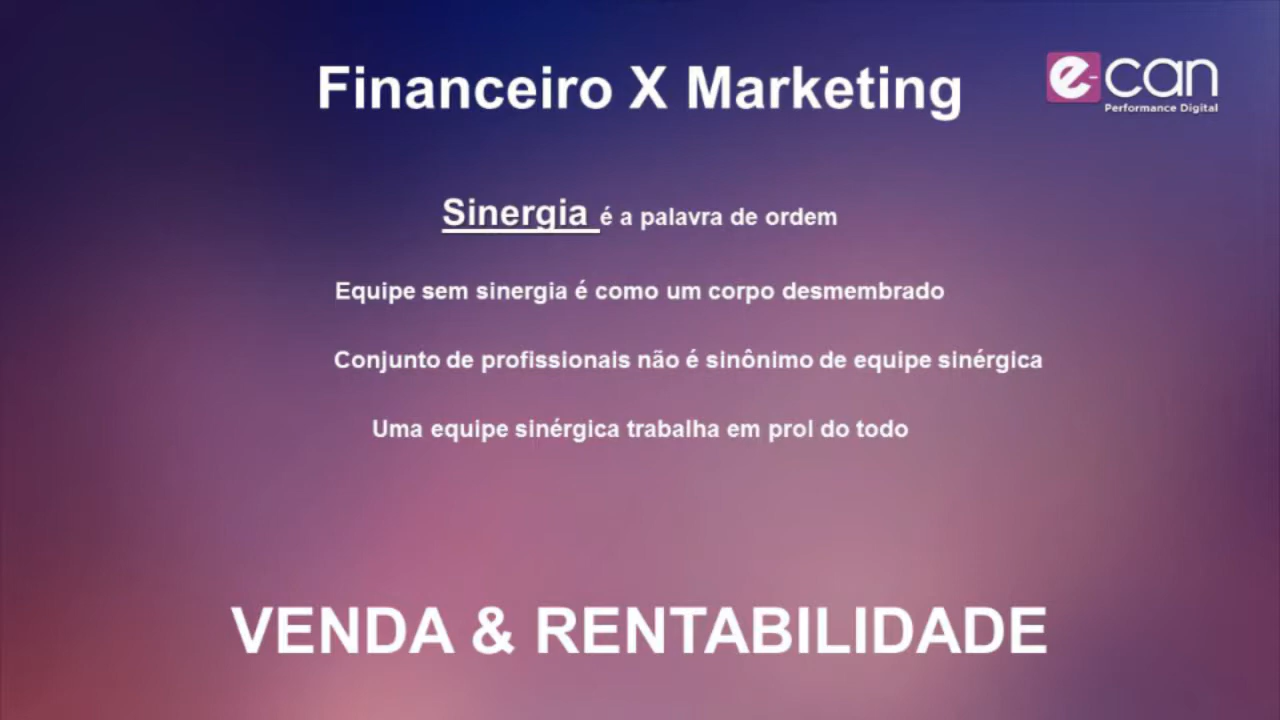 Financeiro X Marketing
e-can
Performance Digital
Sinergia é a palavra de ordem
Equipe sem sinergia é como um corpo desmembrado
Conjunto de profissionais não é sinônimo de equipe sinérgica
Uma equipe sinérgica trabalha em prol do todo
VENDA & RENTABILIDADE